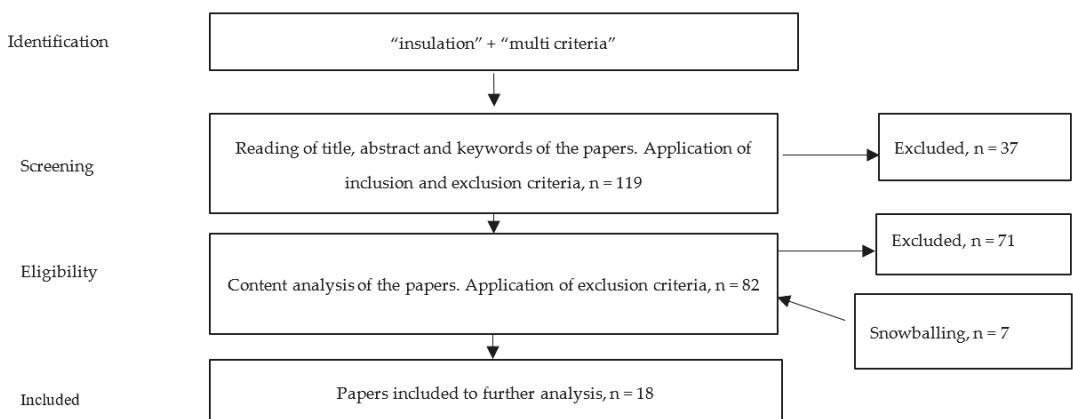 Identification
“insulation” + “multi criteria”
Screening
Reading of title, abstract and keywords of the papers. Application of
inclusion and exclusion criteria, n = 119
Excluded, n = 37
Eligibility
Content analysis of the papers. Application of exclusion criteria, n = 82
Excluded, n = 71
Snowballing, n = 7
Included
Papers included to further analysis, n = 18